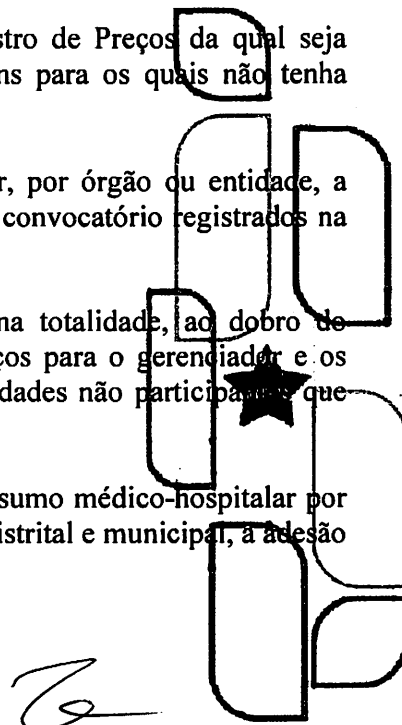 stro de Preços da qual seja
ns para os quais não tenha
r, por órgão ou entidade, a
convocatório registrados na
na totalidade, ao dobro do
ços para o gerenciador e os
idades não participantes que
sumo médico-hospitalar por
istrital e municipal, a adesão